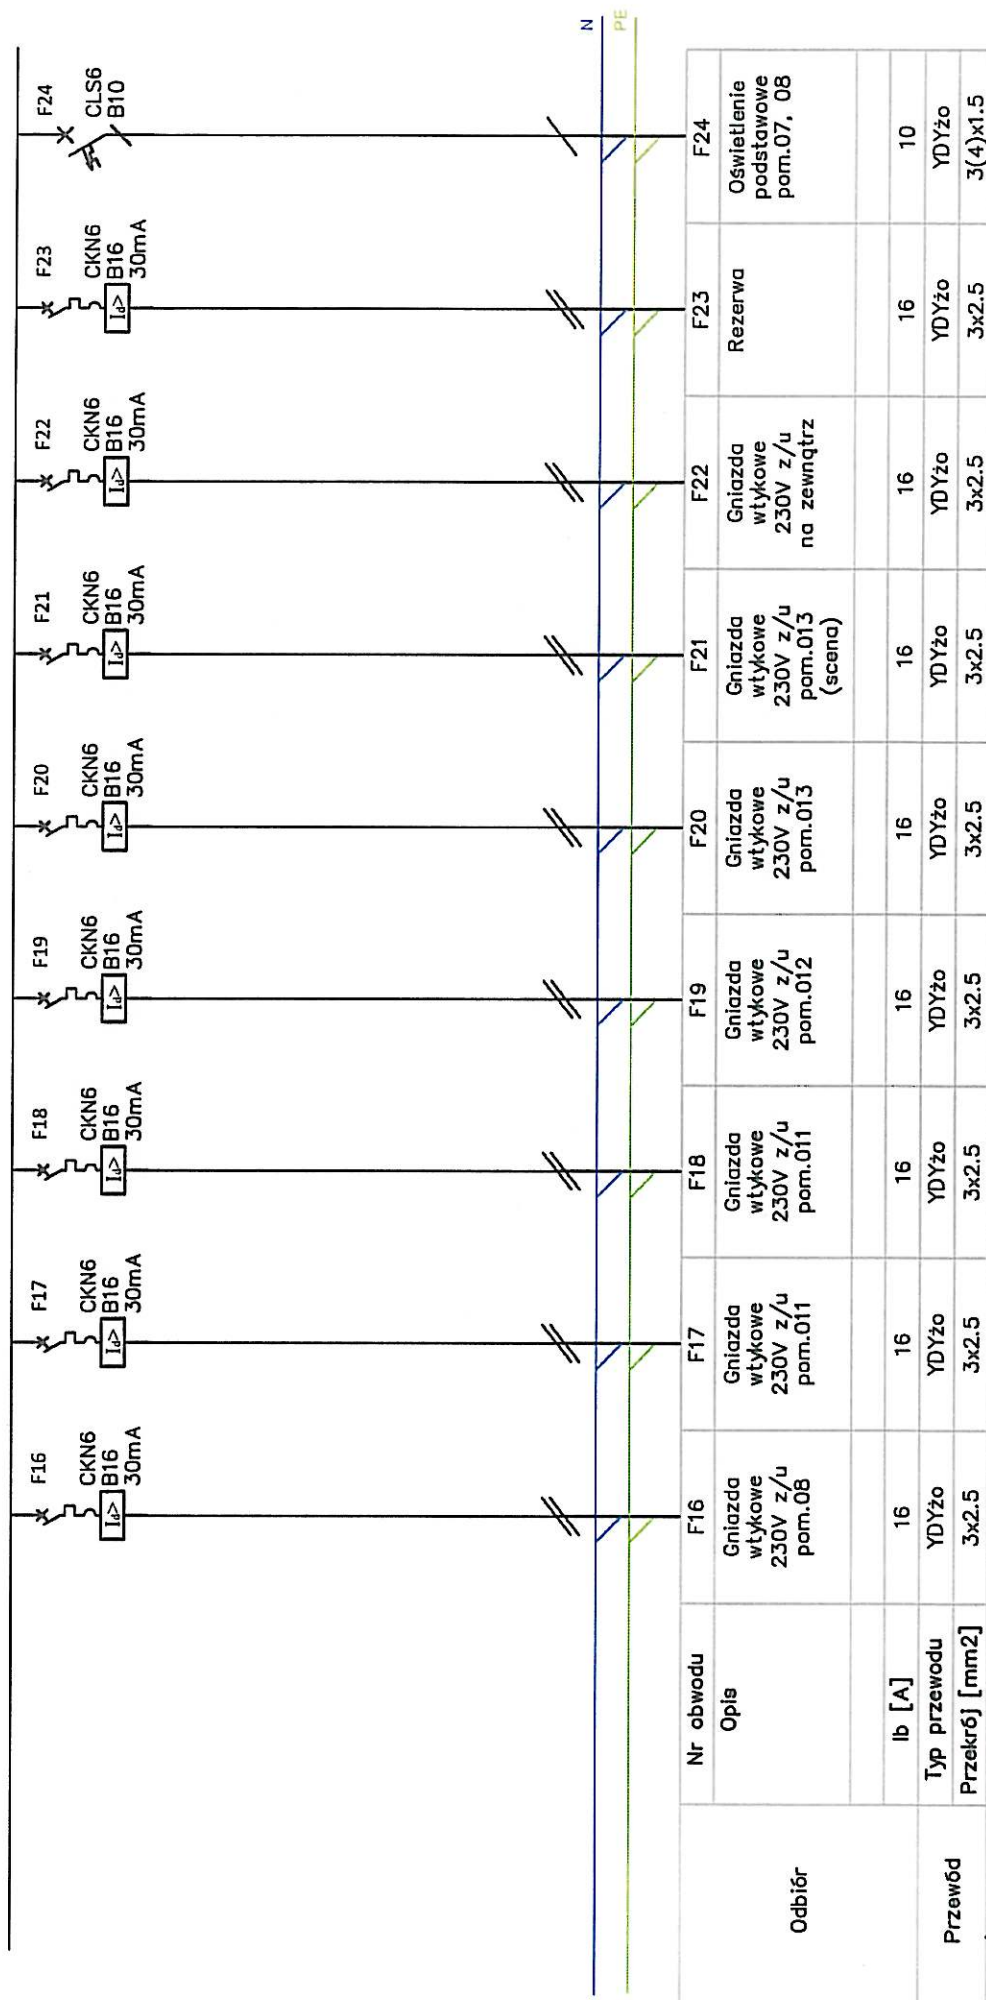 F16
CKN6
B16
30mA
I>
F17
CKN6
B16
30mA
I>
F18
CKN6
B16
30mA
I>
F19
CKN6
B16
30mA
I>
F20
CKN6
B16
30mA
I>
F21
CKN6
B16
30mA
I>
F22
CKN6
B16
30mA
I>
F23
CKN6
B16
30mA
I>
F24
CLS6
B10
N
PE
Odbiór
Nr obwodu
F16
F17
F18
F19
F20
F21
F22
F23
F24
Opis
Gniazda
wtykowe
230V z/u
pom.08
Gniazda
wtykowe
230V z/u
pom.011
Gniazda
wtykowe
230V z/u
pom.011
Gniazda
wtykowe
230V z/u
pom.012
Gniazda
wtykowe
230V z/u
pom.013
Gniazda
wtykowe
230V z/u
pom.013
(scena)
Gniazda
wtykowe
230V z/u
na zewnątrz
Rezerwa
Oświetlenie
podstawowe
pom.07, 08
Ib [A]
16
16
16
16
16
16
16
16
10
Przewód
Typ przewodu
YDYżo
YDYżo
YDYżo
YDYżo
YDYżo
YDYżo
YDYżo
YDYżo
YDYżo
Przekrój [mm2]
3x2.5
3x2.5
3x2.5
3x2.5
3x2.5
3x2.5
3x2.5
3x2.5
3(4)x1.5